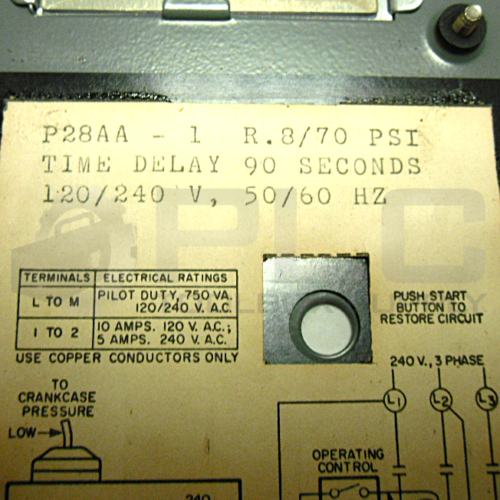 P28AA - 1 R.8/70 PSI
TIME DELAY 90 SECONDS
120/240 V, 50/60 HZ
PLC
TERMINALS ELECTRICAL RATINGS
L TO M PILOT DUTY, 750 VA.
120/240 V. A.C.
1 TO 2 10 AMPS. 120 V. A.C.;
5 AMPS. 240 V. A.C.
USE COPPER CONDUCTORS ONLY
PUSH START
BUTTON TO
RESTORE CIRCUIT
240 V., 3 PHASE
L1 L2 L3
TO
CRANKCASE
PRESSURE
LOW
OPERATING
CONTROL
240